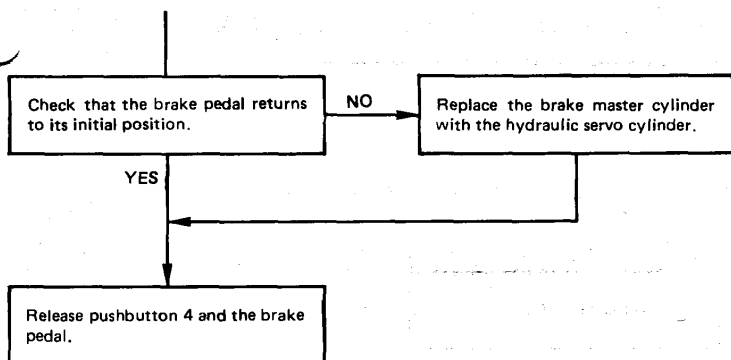 Check that the brake pedal returns
to its initial position.
NO
Replace the brake master cylinder
with the hydraulic servo cylinder.
YES
Release pushbutton 4 and the brake
pedal.